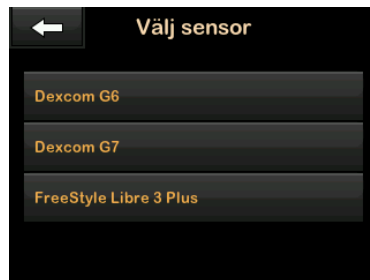 Välj sensor
Dexcom G6
Dexcom G7
FreeStyle Libre 3 Plus